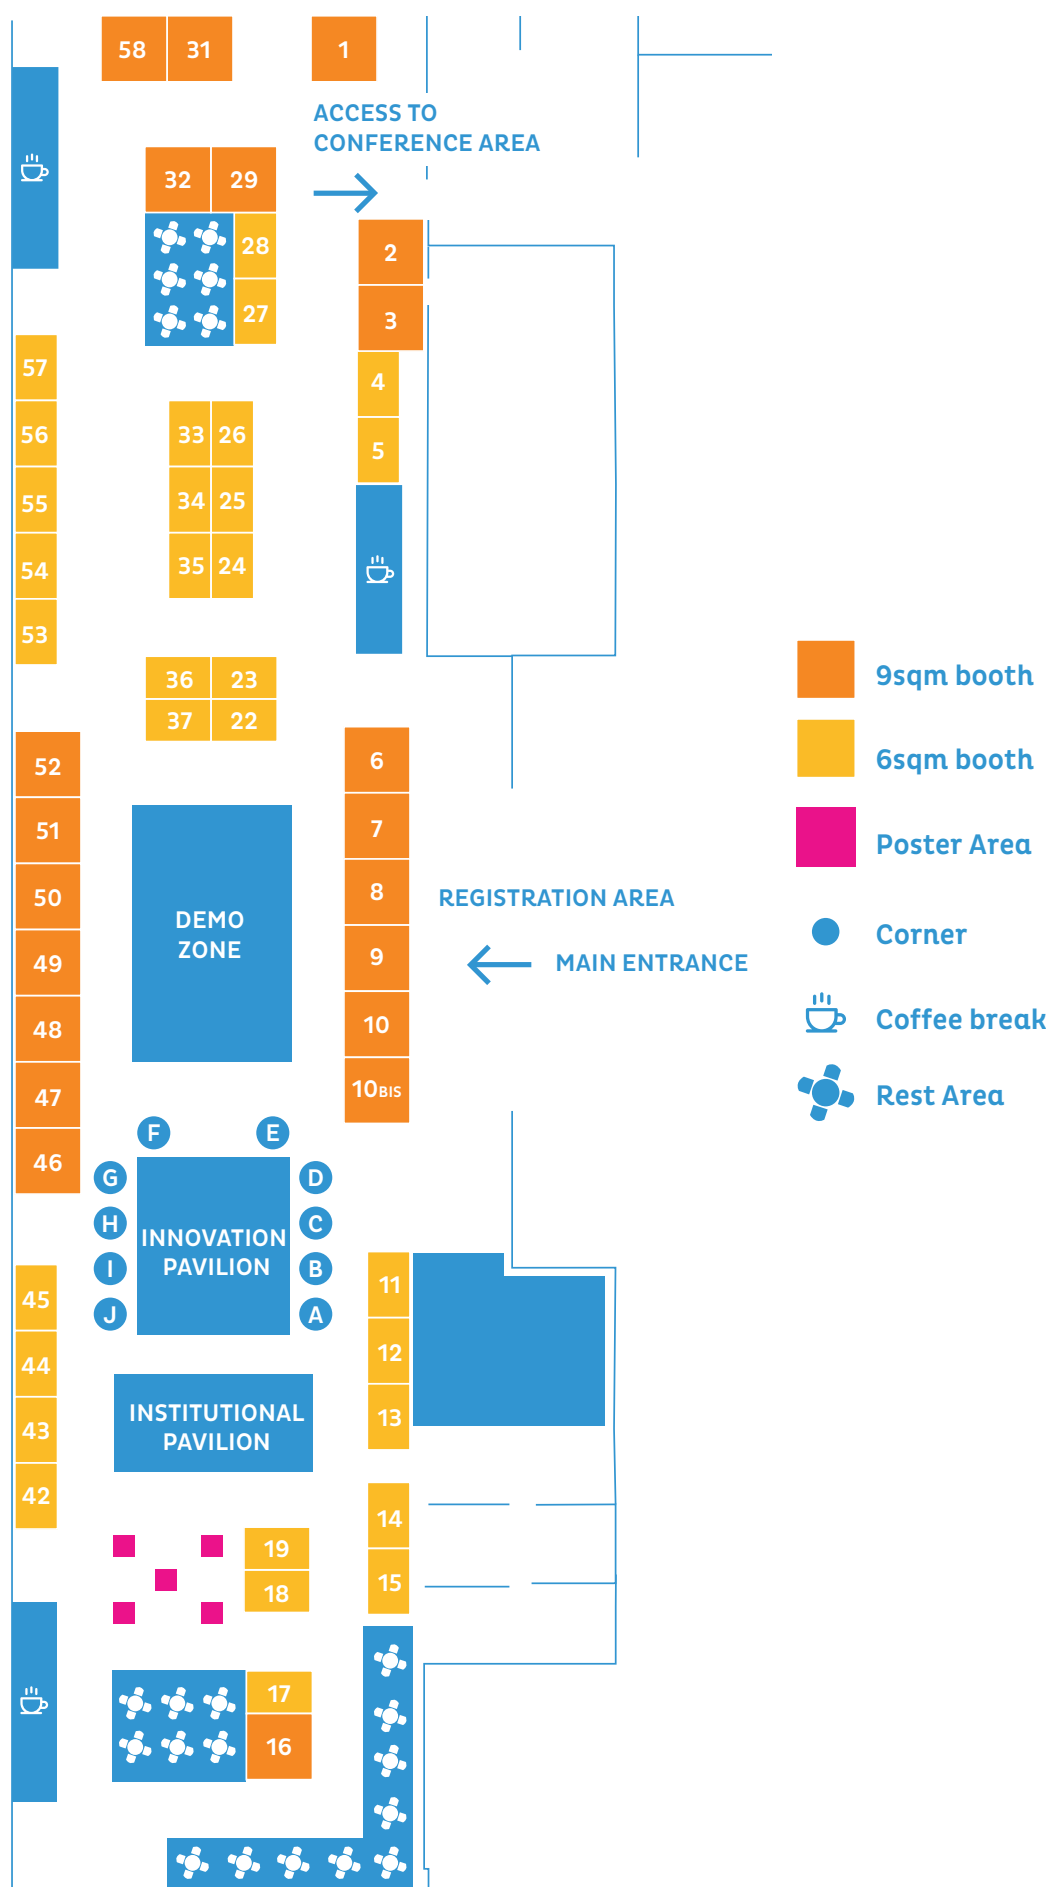 58 31 1
ACCESS TO
CONFERENCE AREA
32 29
28
27
2
3
4
5
57
56
55
54
53
33 26
34 25
35 24
36 23
37 22
52
51
50
49
48
47
46
6
7
8
9
10
10BIS
DEMO
ZONE
REGISTRATION AREA
MAIN ENTRANCE
9sqm booth
6sqm booth
Poster Area
Corner
Coffee break
Rest Area
F E
G D
H C
I B
J A
INNOVATION
PAVILION
45
44
43
42
11
12
13
INSTITUTIONAL
PAVILION
14
15
19
18
17
16